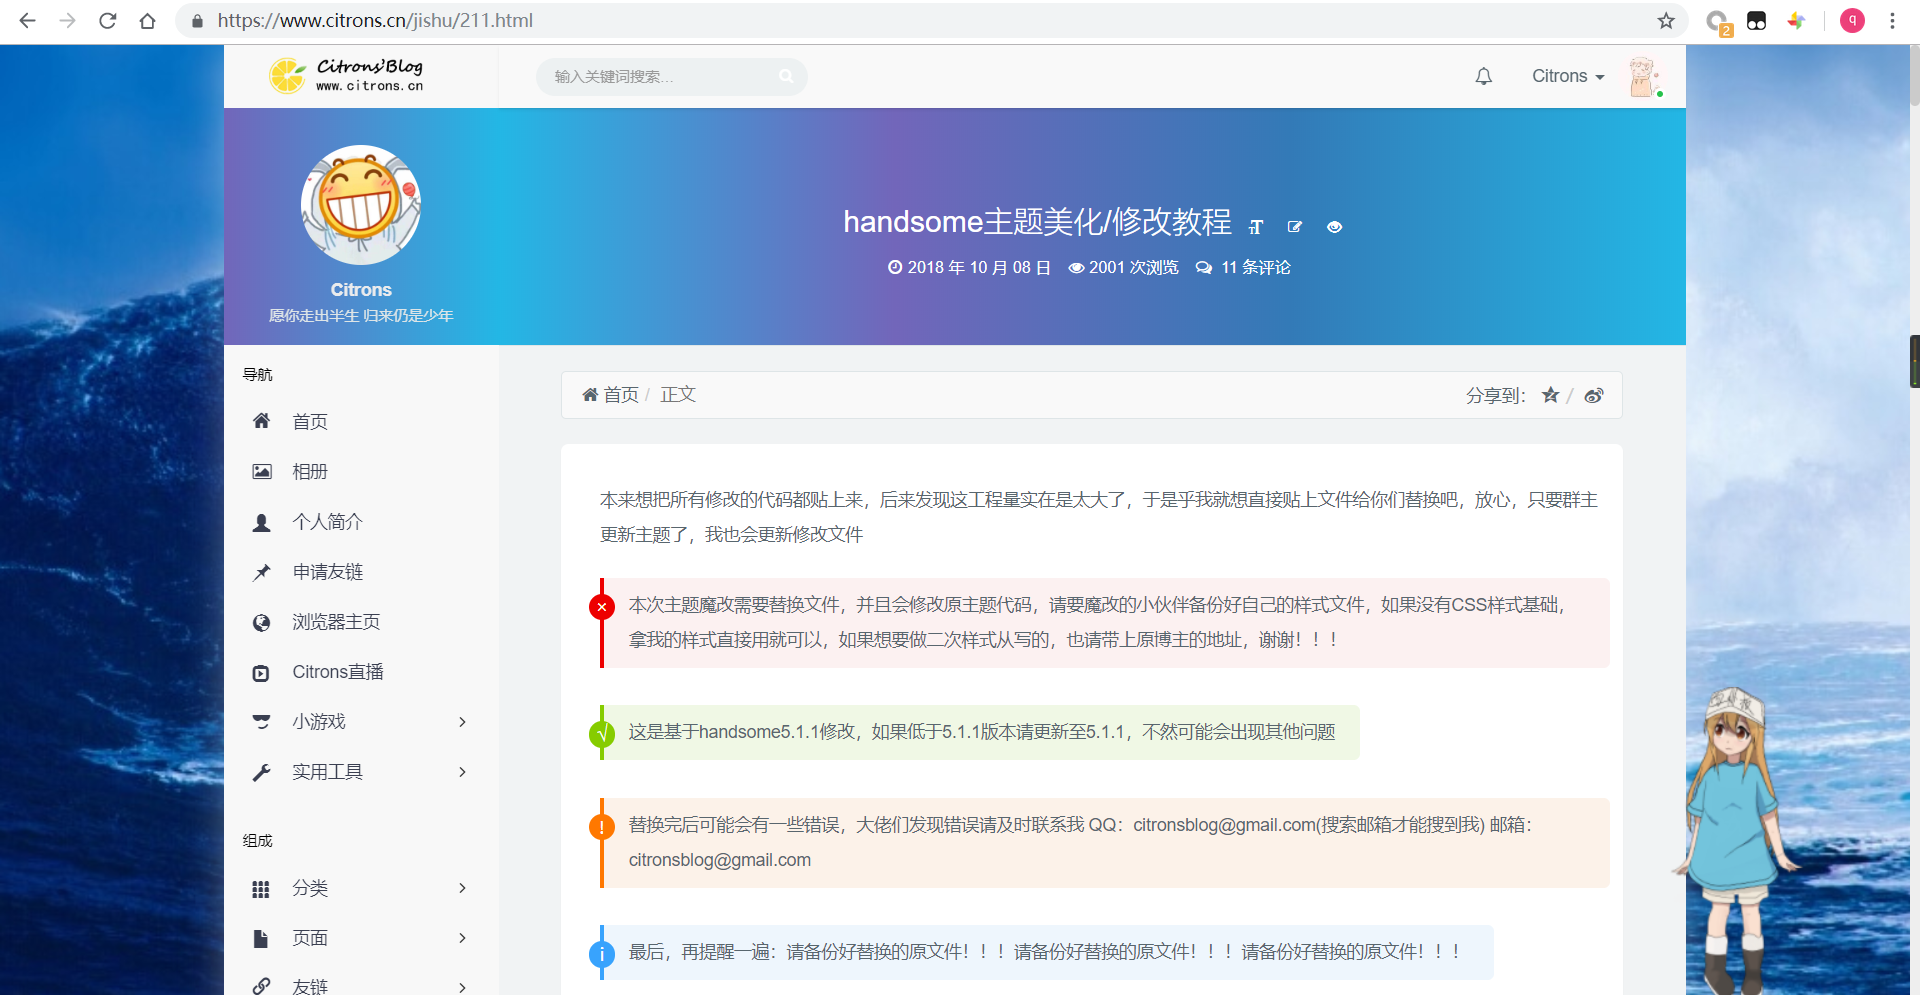 https://www.citrons.cn/jishu/211.html
2
q
Citrons'Blog
www.citrons.cn
输入关键词搜索...
Citrons
handsome主题美化/修改教程
2018 年 10 月 08 日 2001 次浏览 11 条评论
Citrons
愿你走出半生 归来仍是少年
导航
首页
相册
个人简介
申请友链
浏览器主页
Citrons直播
小游戏
实用工具
组成
分类
页面
友链
首页 / 正文
分享到： /
本来想把所有修改的代码都贴上来，后来发现这工程量实在是太大了，于是乎我就想直接贴上文件给你们替换吧，放心，只要群主
更新主题了，我也会更新修改文件
本次主题魔改需要替换文件，并且会修改原主题代码，请要魔改的小伙伴备份好自己的样式文件，如果没有CSS样式基础，
拿我的样式直接用就可以，如果想要做二次样式从写的，也请带上原博主的地址，谢谢！！！
这是基于handsome5.1.1修改，如果低于5.1.1版本请更新至5.1.1，不然可能会出现其他问题
替换完后可能会有一些错误，大佬们发现错误请及时联系我 QQ：citronsblog@gmail.com(搜索邮箱才能搜到我) 邮箱：
citronsblog@gmail.com
最后，再提醒一遍：请备份好替换的原文件！！！请备份好替换的原文件！！！请备份好替换的原文件！！！